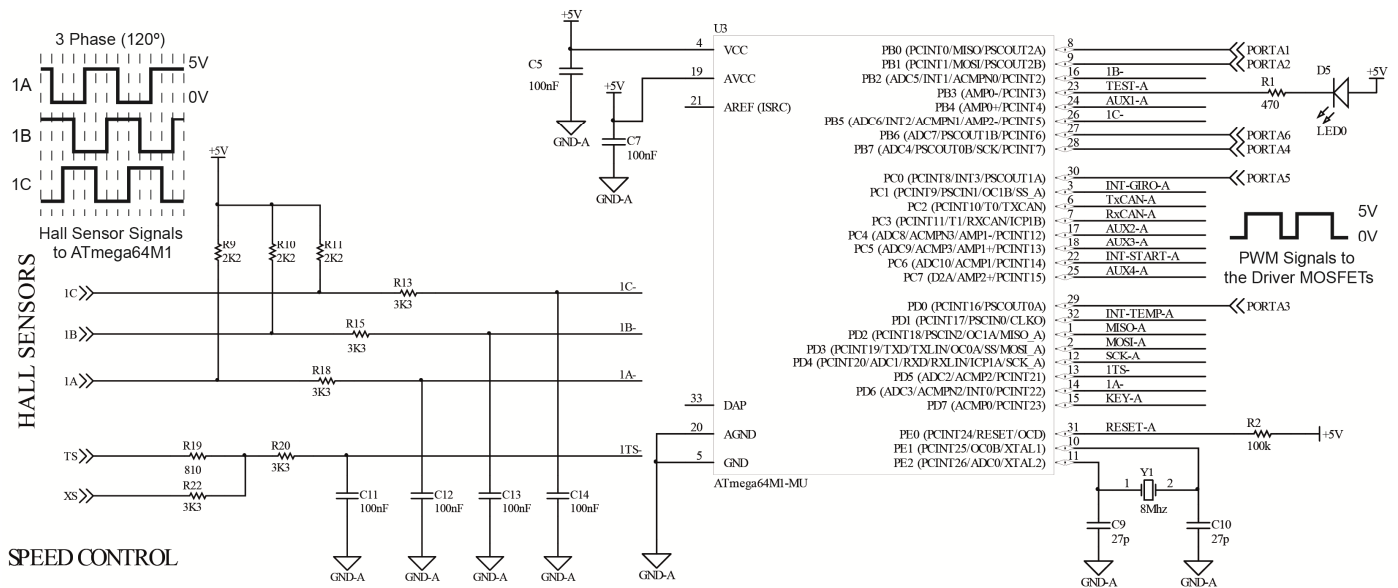 3 Phase (120º)
1A
5V
0V
1B
1C
Hall Sensor Signals
to ATmega64M1
HALL SENSORS
+5V
R9
2K2
R10
2K2
R11
2K2
1C
R13
3K3
1C-
1B
R15
3K3
1B-
1A
R18
3K3
1A-
TS
R19
810
R20
3K3
1TS-
XS
R22
3K3
C11
100nF
C12
100nF
C13
100nF
C14
100nF
GND-A
GND-A
GND-A
GND-A
SPEED CONTROL
+5V
C5
100nF
GND-A
+5V
C7
100nF
GND-A
GND-A
U3
4 VCC
19 AVCC
21 AREF (ISRC)
33 DAP
20 AGND
5 GND
ATmega64M1-MU
PB0 (PCINT0/MISO/PSCOUT2A) 8 PORTA1
PB1 (PCINT1/MOSI/PSCOUT2B) 9 PORTA2
PB2 (ADC5/INT1/ACMPN0/PCINT2) 16 1B-
PB3 (AMP0-/PCINT3) 23 TEST-A
PB4 (AMP0+/PCINT4) 24 AUX1-A
PB5 (ADC6/INT2/ACMPN1/AMP2-/PCINT5) 26 1C-
PB6 (ADC7/PSCOUT1B/PCINT6) 27 PORTA6
PB7 (ADC4/PSCOUT0B/SCK/PCINT7) 28 PORTA4
R1
470
D5
LED0
+5V
PC0 (PCINT8/INT3/PSCOUT1A) 30 PORTA5
PC1 (PCINT9/PSCIN1/OC1B/SS_A) 3 INT-GIRO-A
PC2 (PCINT10/T0/TXCAN) 6 TxCAN-A
PC3 (PCINT11/T1/RXCAN/ICP1B) 7 RxCAN-A
PC4 (ADC8/ACMPN3/AMP1-/PCINT12) 17 AUX2-A
PC5 (ADC9/ACMP3/AMP1+/PCINT13) 18 AUX3-A
PC6 (ADC10/ACMP1/PCINT14) 22 INT-START-A
PC7 (D2A/AMP2+/PCINT15) 25 AUX4-A
5V
0V
PWM Signals to
the Driver MOSFETs
PD0 (PCINT16/PSCOUT0A) 29 PORTA3
PD1 (PCINT17/PSCIN0/CLKO) 32 INT-TEMP-A
PD2 (PCINT18/PSCIN2/OC1A/MISO_A) 1 MISO-A
PD3 (PCINT19/TXD/TXLIN/OC0A/SS/MOSI_A) 2 MOSI-A
PD4 (PCINT20/ADC1/RXD/RXLIN/ICP1A/SCK_A) 12 SCK-A
PD5 (ADC2/ACMP2/PCINT21) 13 1TS-
PD6 (ADC3/ACMPN2/INT0/PCINT22) 14 1A-
PD7 (ACMP0/PCINT23) 15 KEY-A
PE0 (PCINT24/RESET/OCD) 31 RESET-A
PE1 (PCINT25/OC0B/XTAL1) 10
PE2 (PCINT26/ADC0/XTAL2) 11
R2
100k
+5V
Y1
1 2
8Mhz
C9
27p
C10
27p
GND-A
GND-A